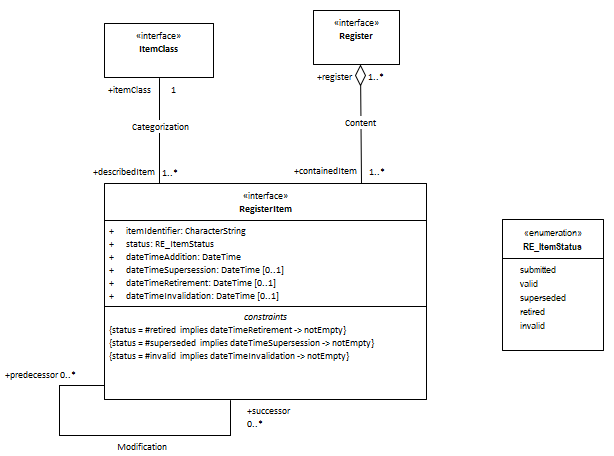 «interface»
ItemClass
«interface»
Register
+itemClass 1
+register 1..*
Categorization
Content
+describedItem 1..*
+containedItem 1..*
«interface»
RegisterItem
+ itemIdentifier: CharacterString
+ status: RE_ItemStatus
+ dateTimeAddition: DateTime
+ dateTimeSupersession: DateTime [0..1]
+ dateTimeRetirement: DateTime [0..1]
+ dateTimeInvalidation: DateTime [0..1]
constraints
{status = #retired implies dateTimeRetirement -> notEmpty}
{status = #superseded implies dateTimeSupersession -> notEmpty}
{status = #invalid implies dateTimeInvalidation -> notEmpty}
«enumeration»
RE_ItemStatus
submitted
valid
superseded
retired
invalid
+predecessor 0..*
+successor
0..*
Modification